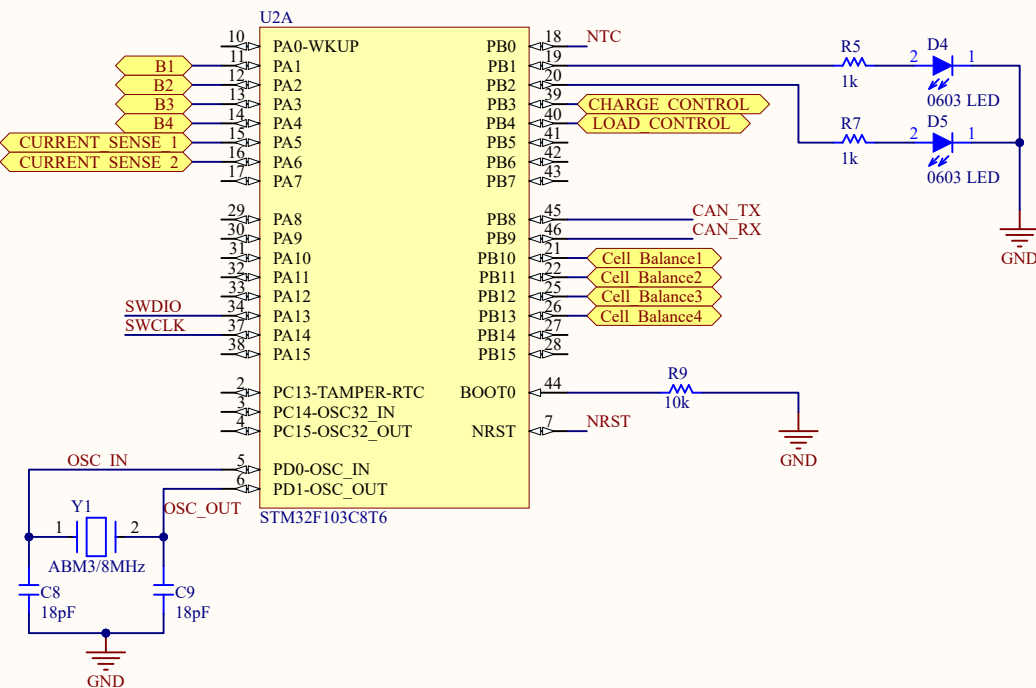 U2A
10 PA0-WKUP PB0 18 NTC
B1 11 PA1 PB1 19 R5 1k 2 D4 1 0603 LED
B2 12 PA2 PB2 20
B3 13 PA3 PB3 39 CHARGE_CONTROL
B4 14 PA4 PB4 40 LOAD_CONTROL
CURRENT_SENSE_1 15 PA5 PB5 41 R7 1k 2 D5 1 0603 LED
CURRENT_SENSE_2 16 PA6 PB6 42
17 PA7 PB7 43
29 PA8 PB8 45 CAN_TX
30 PA9 PB9 46 CAN_RX
GND
31 PA10 PB10 21 Cell_Balance1
32 PA11 PB11 22 Cell_Balance2
33 PA12 PB12 25 Cell_Balance3
SWDIO 34 PA13 PB13 26 Cell_Balance4
SWCLK 37 PA14 PB14 27
38 PA15 PB15 28
2 PC13-TAMPER-RTC BOOT0 44 R9 10k
3 PC14-OSC32_IN
4 PC15-OSC32_OUT NRST 7 NRST
GND
OSC_IN 5 PD0-OSC_IN
6 PD1-OSC_OUT
OSC_OUT
STM32F103C8T6
Y1
1 2
ABM3/8MHz
C8 C9
18pF 18pF
GND